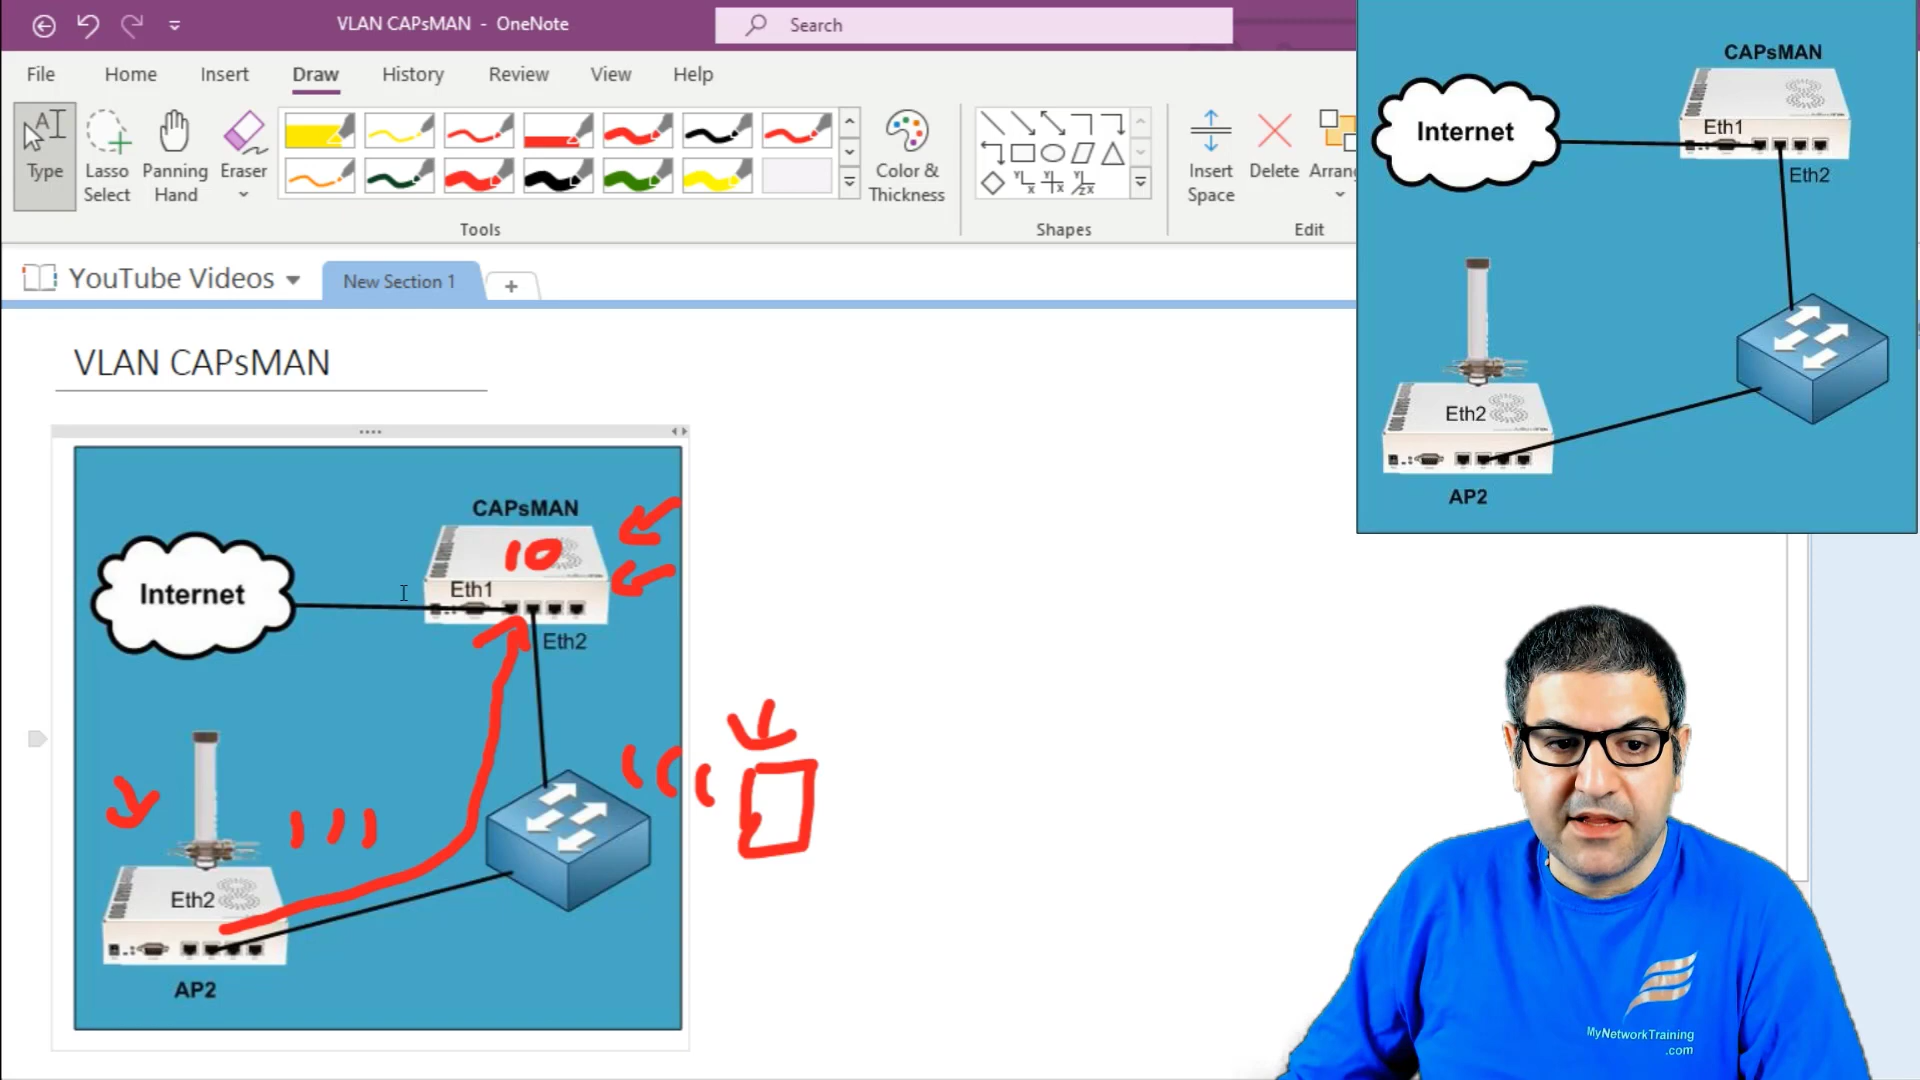 VLAN CAPsMAN - OneNote
Search
File Home Insert Draw History Review View Help
Type
Lasso Select
Panning Hand
Eraser
Color & Thickness
Insert Space
Delete
Arrang
Tools
Shapes
Edit
YouTube Videos
New Section 1
VLAN CAPsMAN
CAPsMAN
10
Internet
Eth1
Eth2
Eth2
AP2
CAPsMAN
Internet
Eth1
Eth2
Eth2
AP2
MyNetworkTraining
.com